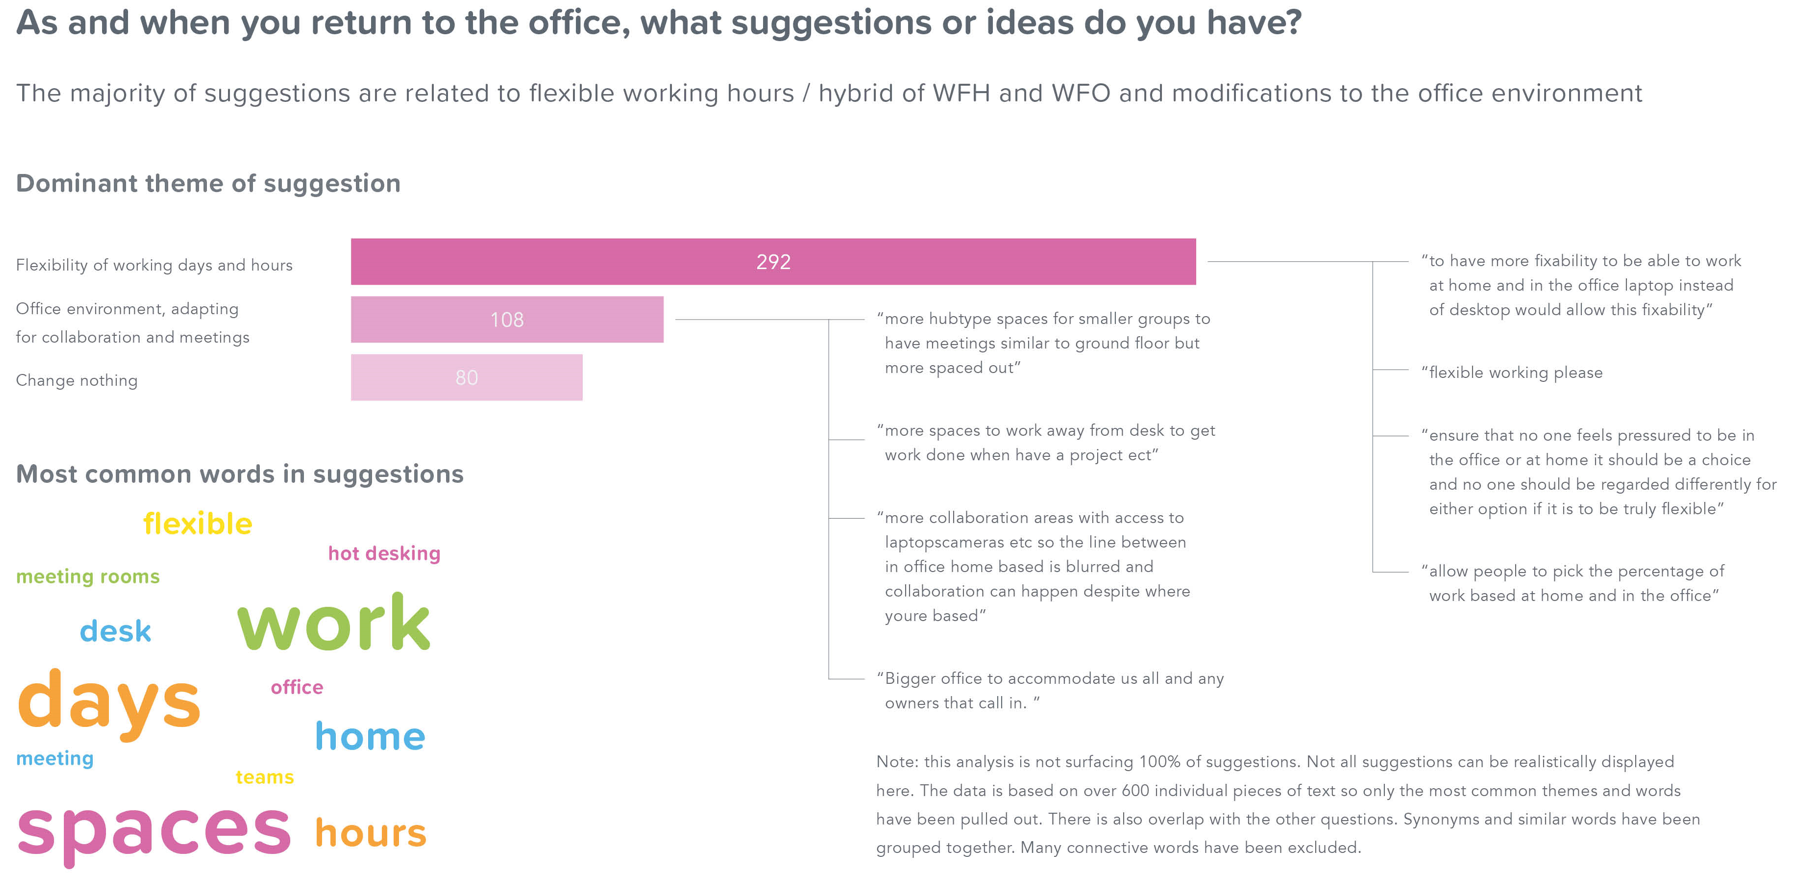 As and when you return to the office, what suggestions or ideas do you have?
The majority of suggestions are related to flexible working hours / hybrid of WFH and WFO and modifications to the office environment
Dominant theme of suggestion
Flexibility of working days and hours
292
Office environment, adapting
for collaboration and meetings
108
Change nothing
80
“more hubtype spaces for smaller groups to
have meetings similar to ground floor but
more spaced out”
“more spaces to work away from desk to get
work done when have a project ect”
“more collaboration areas with access to
laptopscameras etc so the line between
in office home based is blurred and
collaboration can happen despite where
youre based”
“Bigger office to accommodate us all and any
owners that call in. ”
“to have more fixability to be able to work
at home and in the office laptop instead
of desktop would allow this fixability”
“flexible working please
“ensure that no one feels pressured to be in
the office or at home it should be a choice
and no one should be regarded differently for
either option if it is to be truly flexible”
“allow people to pick the percentage of
work based at home and in the office”
Most common words in suggestions
flexible
hot desking
meeting rooms
work
desk
days
office
home
meeting
teams
spaces
hours
Note: this analysis is not surfacing 100% of suggestions. Not all suggestions can be realistically displayed
here. The data is based on over 600 individual pieces of text so only the most common themes and words
have been pulled out. There is also overlap with the other questions. Synonyms and similar words have been
grouped together. Many connective words have been excluded.